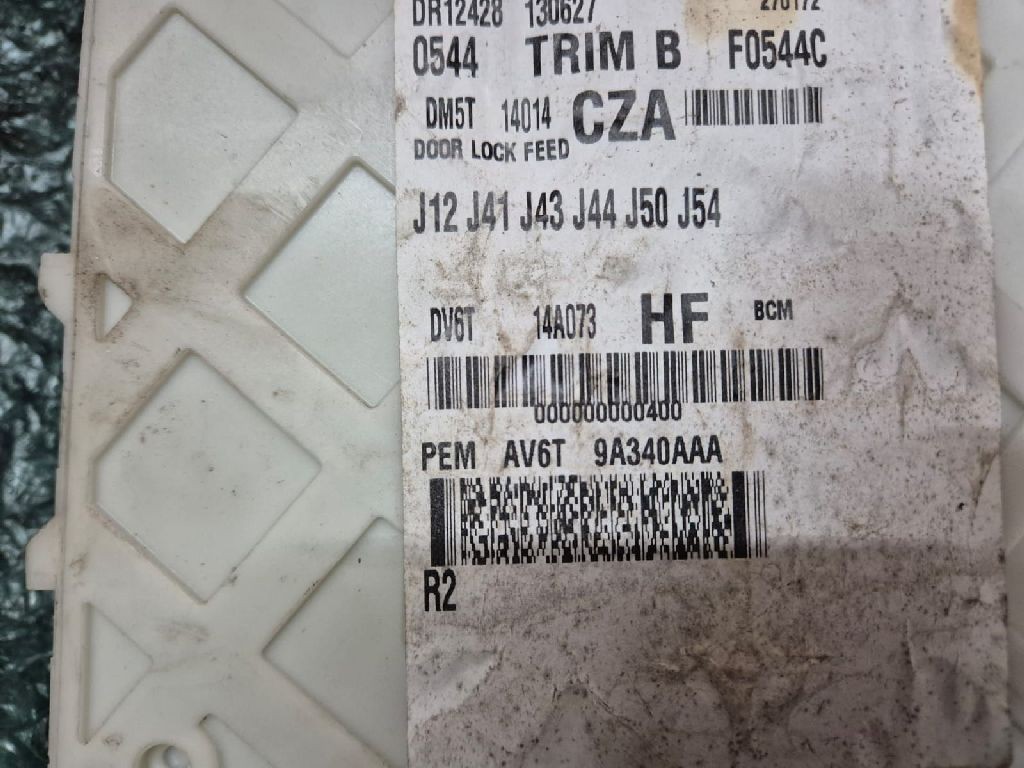 DR12428 130627 270172
0544 TRIM B F0544C
DM5T 14014 CZA
DOOR LOCK FEED
J12 J41 J43 J44 J50 J54
DV6T 14A073 HF BCM
000000000400
PEM AV6T 9A340AAA
R2